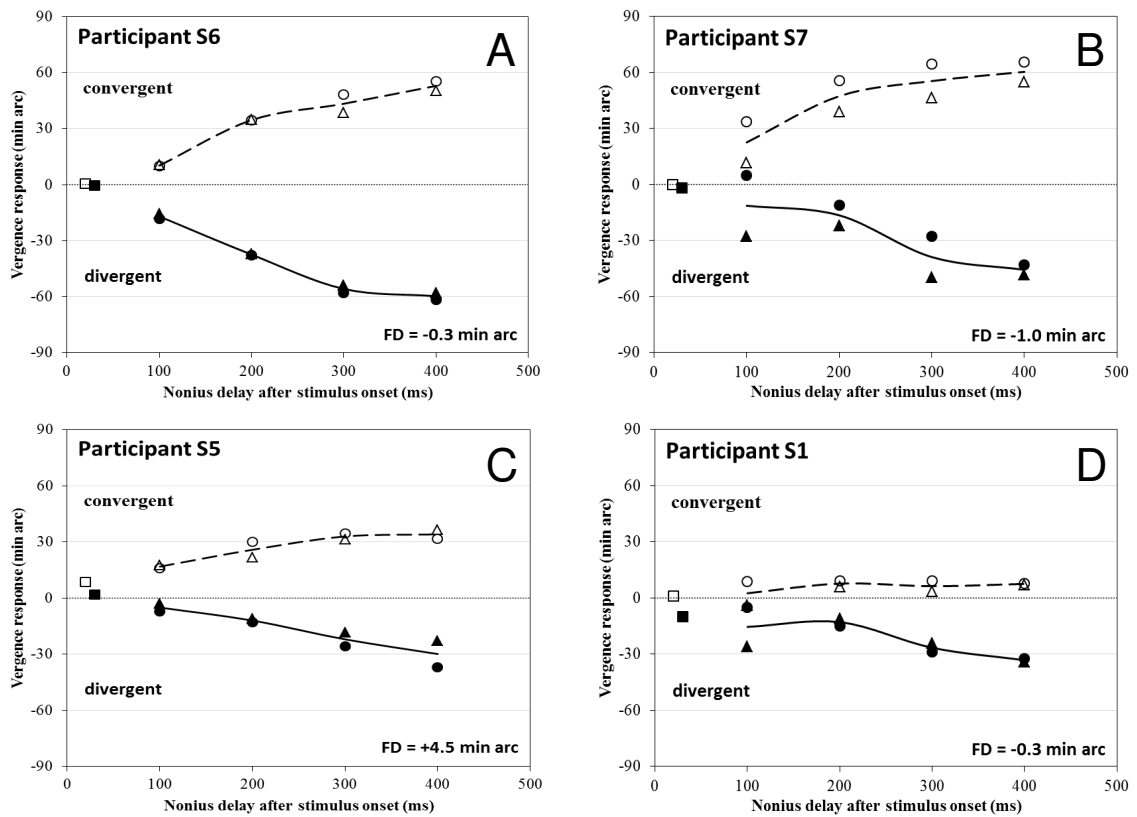 Participant S6
A
convergent
divergent
FD = -0.3 min arc
Vergence response (min arc)
90
60
30
0
-30
-60
-90
0 100 200 300 400 500
Nonius delay after stimulus onset (ms)
Participant S7
B
convergent
divergent
FD = -1.0 min arc
Vergence response (min arc)
90
60
30
0
-30
-60
-90
0 100 200 300 400 500
Nonius delay after stimulus onset (ms)
Participant S5
C
convergent
divergent
FD = +4.5 min arc
Vergence response (min arc)
90
60
30
0
-30
-60
-90
0 100 200 300 400 500
Nonius delay after stimulus onset (ms)
Participant S1
D
convergent
divergent
FD = -0.3 min arc
Vergence response (min arc)
90
60
30
0
-30
-60
-90
0 100 200 300 400 500
Nonius delay after stimulus onset (ms)